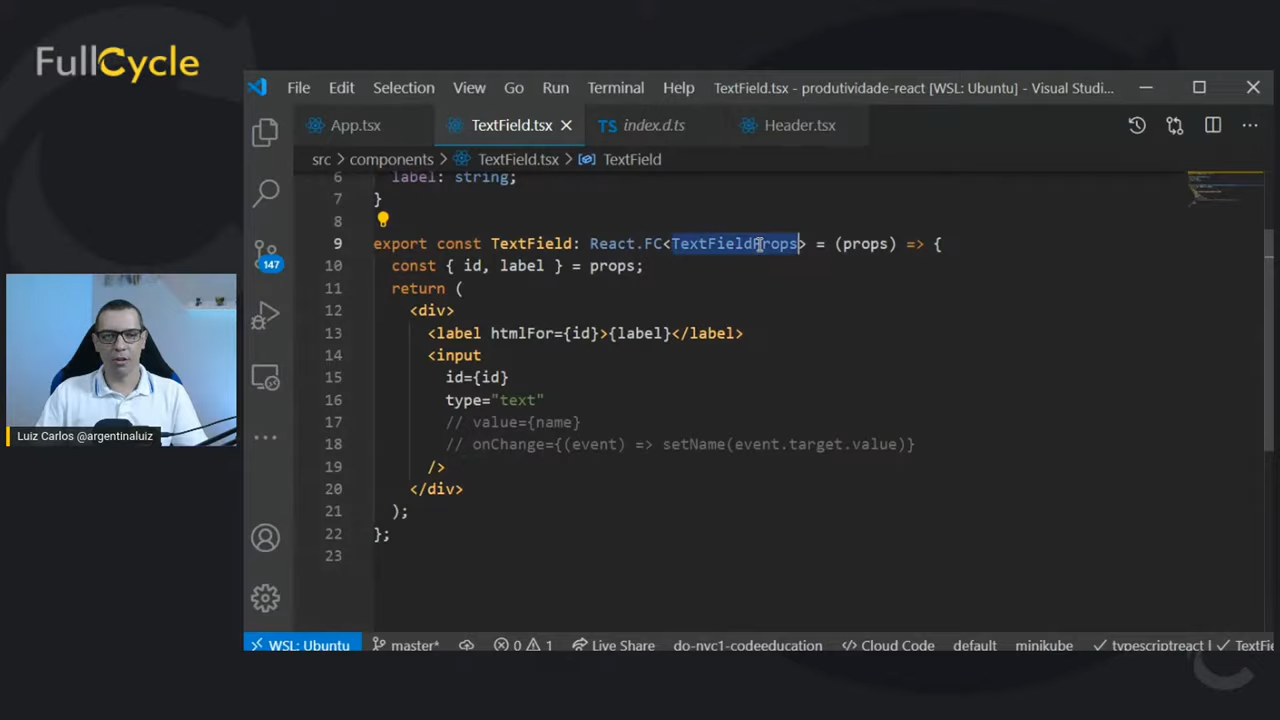 FullCycle
File Edit Selection View Go Run Terminal Help TextField.tsx - produtividade-react [WSL: Ubuntu] - Visual Studi...
App.tsx TextField.tsx TS index.d.ts Header.tsx
src > components > TextField.tsx > TextField
6 label: string;
7 }
8
9 export const TextField: React.FC<TextFieldProps> = (props) => {
10 const { id, label } = props;
11 return (
12 <div>
13 <label htmlFor={id}>{label}</label>
14 <input
15 id={id}
16 type="text"
17 // value={name}
18 // onChange={(event) => setName(event.target.value)}
19 />
20 </div>
21 );
22 };
23
147
Luiz Carlos @argentinaluiz
WSL: Ubuntu master* 0 1 Live Share do-nyc1-codeeducation Cloud Code default minikube typescriptreact TextFie